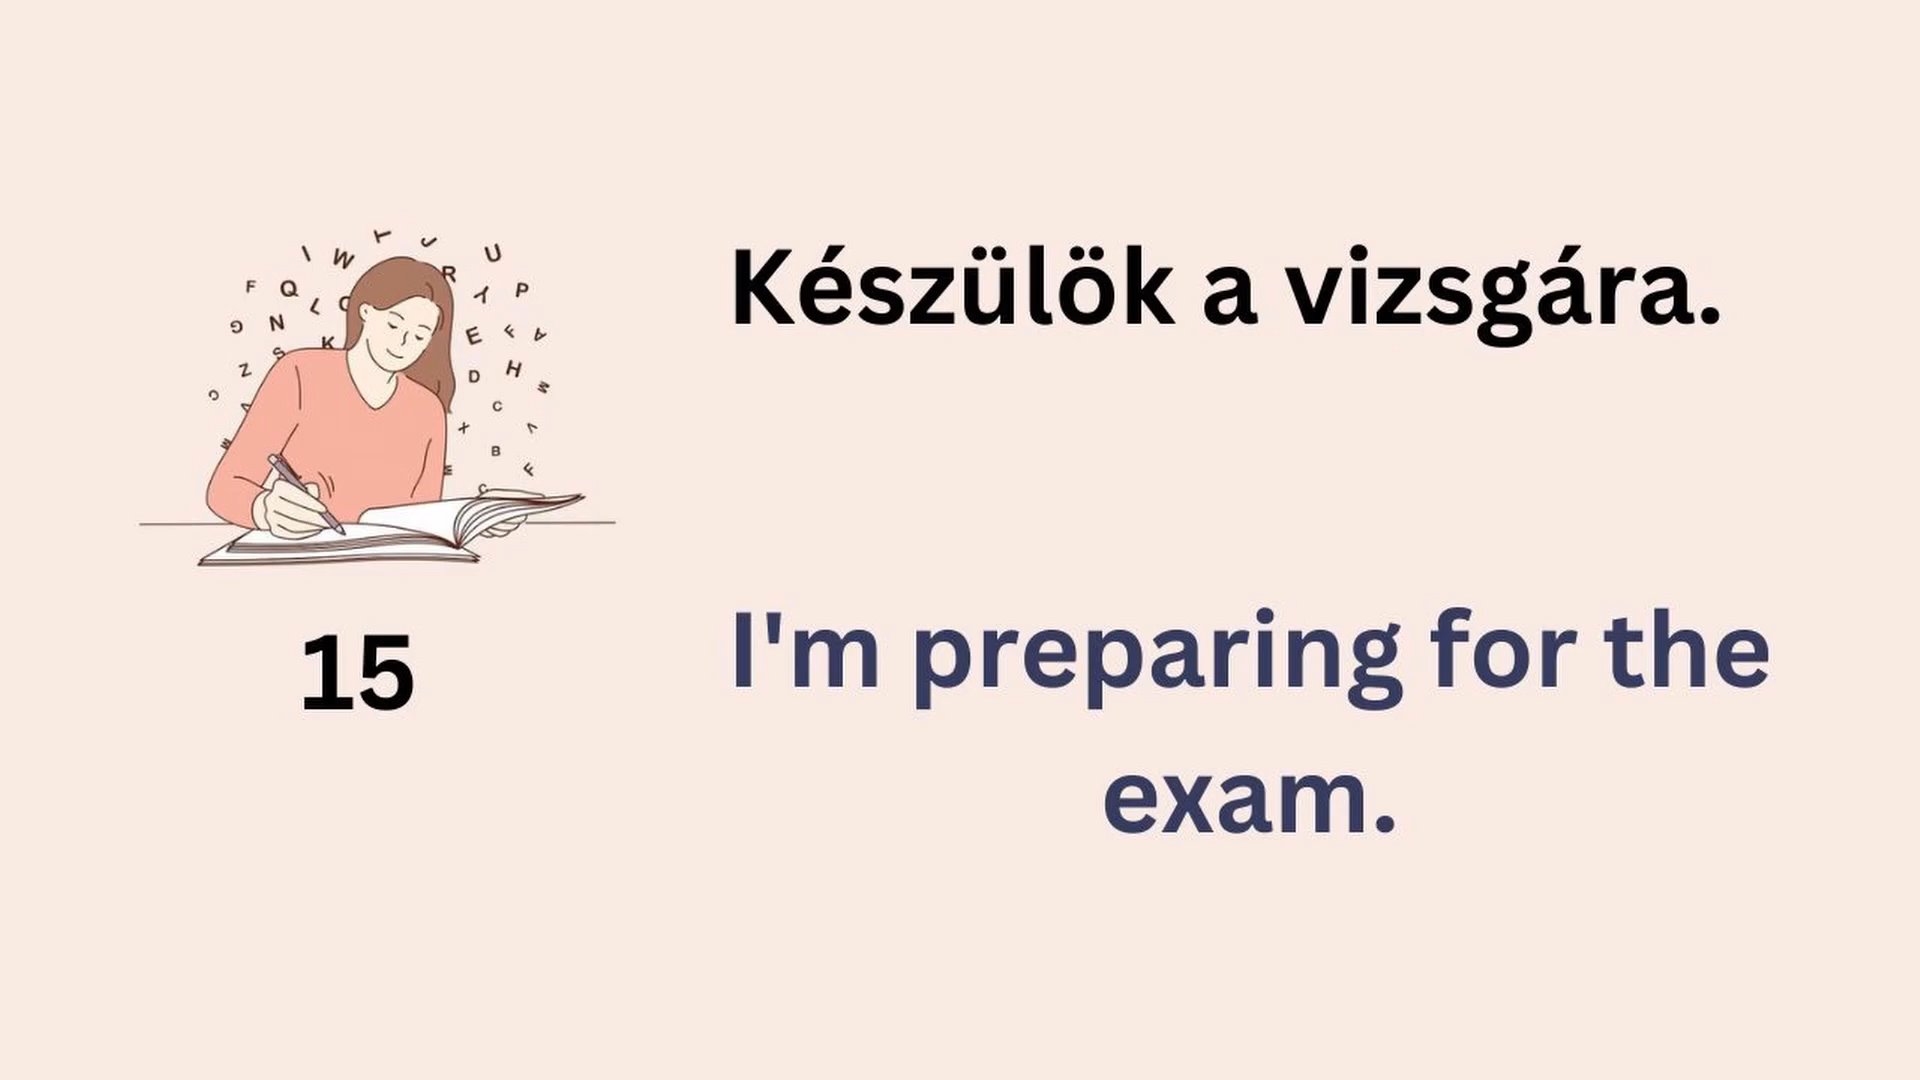 Készülök a vizsgára.
15
I'm preparing for the
exam.